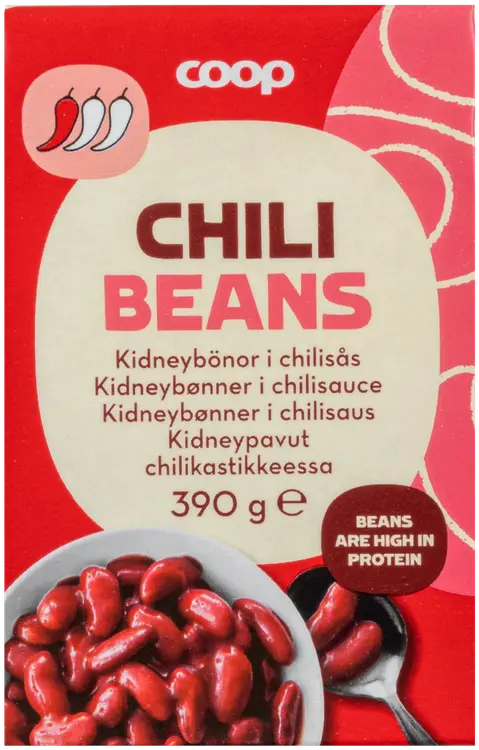 coop
CHILI
BEANS
Kidneybönor i chilisås
Kidneybønner i chilisauce
Kidneybønner i chilisaus
Kidneypavut
chilikastikkeessa
390 g ℮
BEANS
ARE HIGH IN
PROTEIN